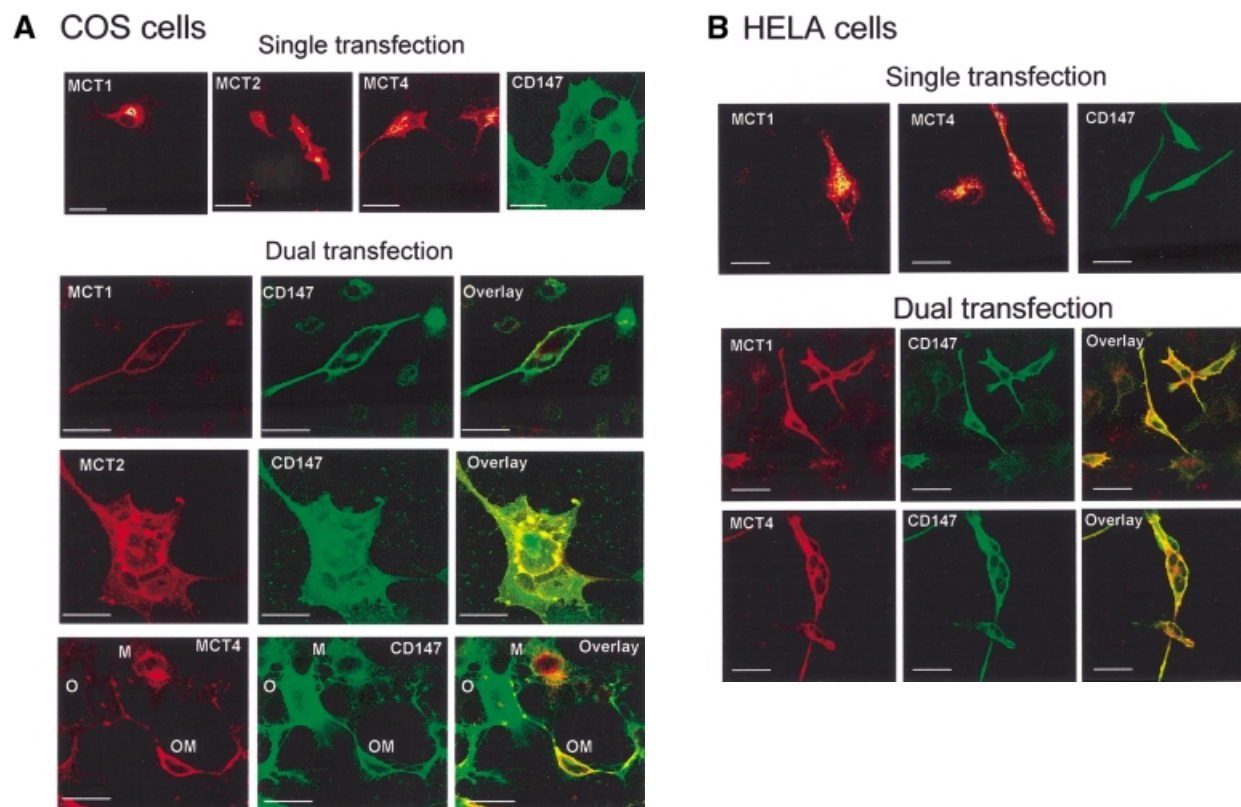 A COS cells
Single transfection
MCT1 MCT2 MCT4 CD147
Dual transfection
MCT1 CD147 Overlay
MCT2 CD147 Overlay
M MCT4 M CD147 M Overlay
O O O
OM OM OM
B HELA cells
Single transfection
MCT1 MCT4 CD147
Dual transfection
MCT1 CD147 Overlay
MCT4 CD147 Overlay